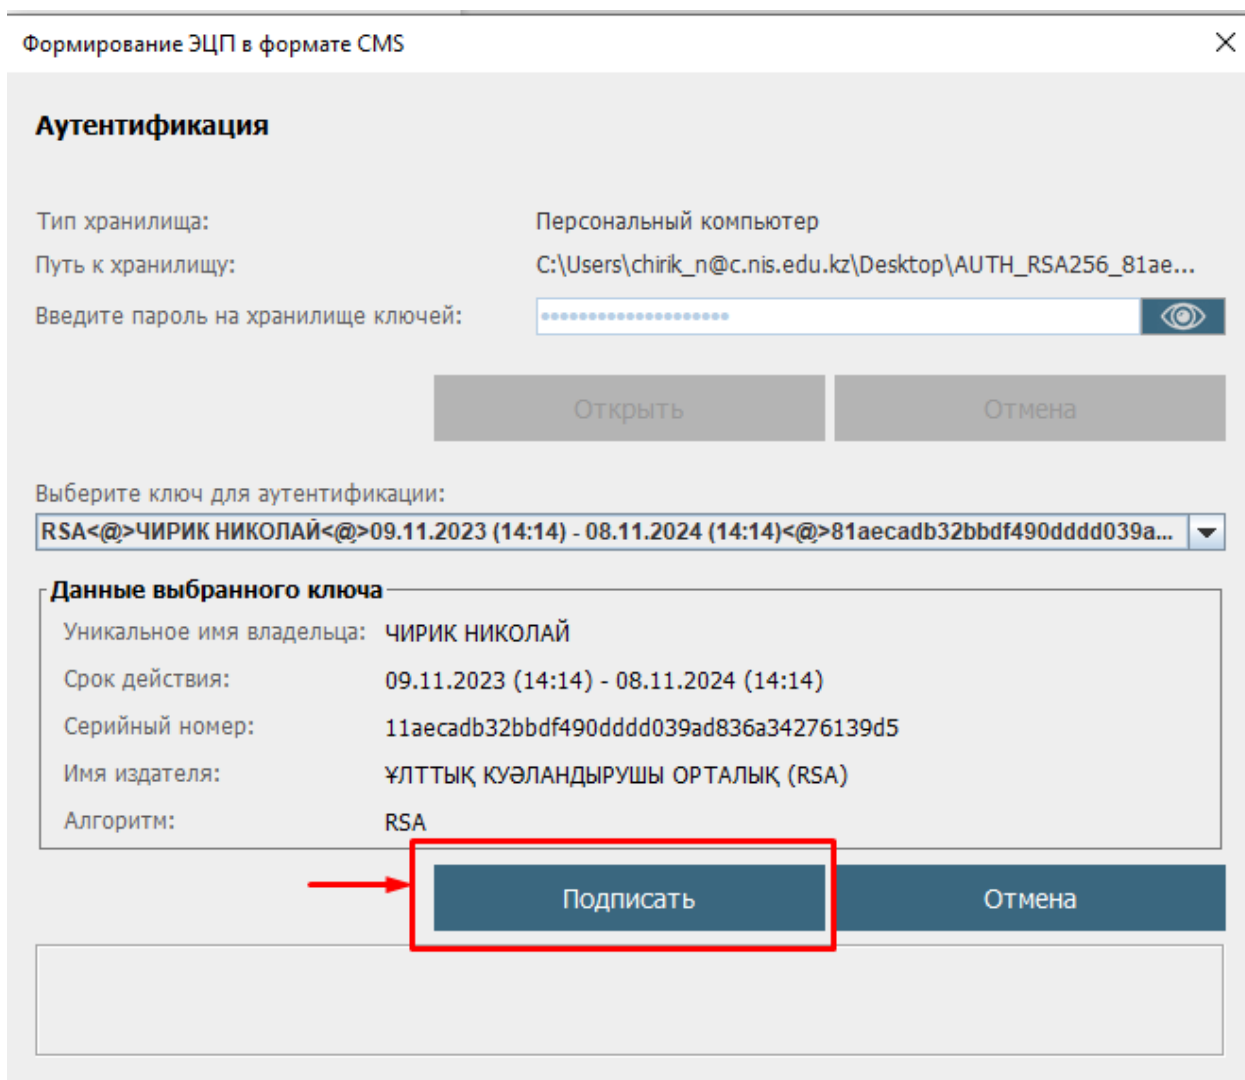 Формирование ЭЦП в формате CMS
Аутентификация
Тип хранилища: Персональный компьютер
Путь к хранилищу: C:\Users\chirik_n@c.nis.edu.kz\Desktop\AUTH_RSA256_81ae...
Введите пароль на хранилище ключей:
Открыть Отмена
Выберите ключ для аутентификации:
RSA<@>ЧИРИК НИКОЛАЙ<@>09.11.2023 (14:14) - 08.11.2024 (14:14)<@>81aecadb32bbdf490dddd039a...
Данные выбранного ключа
Уникальное имя владельца: ЧИРИК НИКОЛАЙ
Срок действия: 09.11.2023 (14:14) - 08.11.2024 (14:14)
Серийный номер: 11aecadb32bbdf490dddd039ad836a34276139d5
Имя издателя: ҰЛТТЫҚ КУӘЛАНДЫРУШЫ ОРТАЛЫҚ (RSA)
Алгоритм: RSA
Подписать Отмена